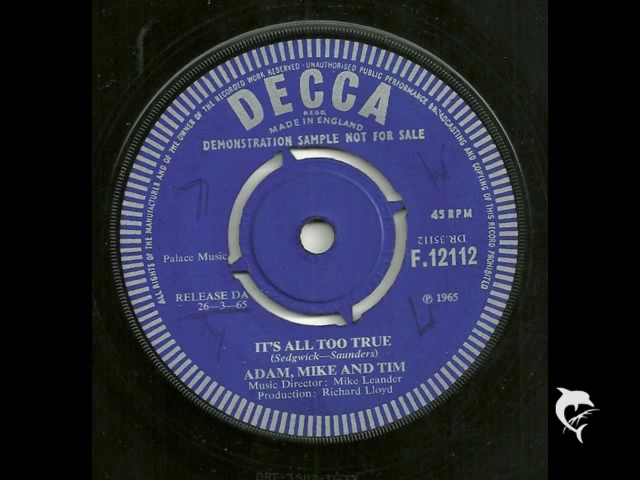 ALL RIGHTS OF THE MANUFACTURER AND OF THE OWNER OF THE RECORDED WORK RESERVED · UNAUTHORISED PUBLIC PERFORMANCE BROADCASTING AND COPYING OF THIS RECORD PROHIBITED
DECCA
REGD.
MADE IN ENGLAND
DEMONSTRATION SAMPLE NOT FOR SALE
45 RPM
DR.35112
F.12112
Palace Music
RELEASE DA
26-3-65
℗ 1965
IT'S ALL TOO TRUE
(Sedgwick—Saunders)
ADAM, MIKE AND TIM
Music Director: Mike Leander
Production: Richard Lloyd